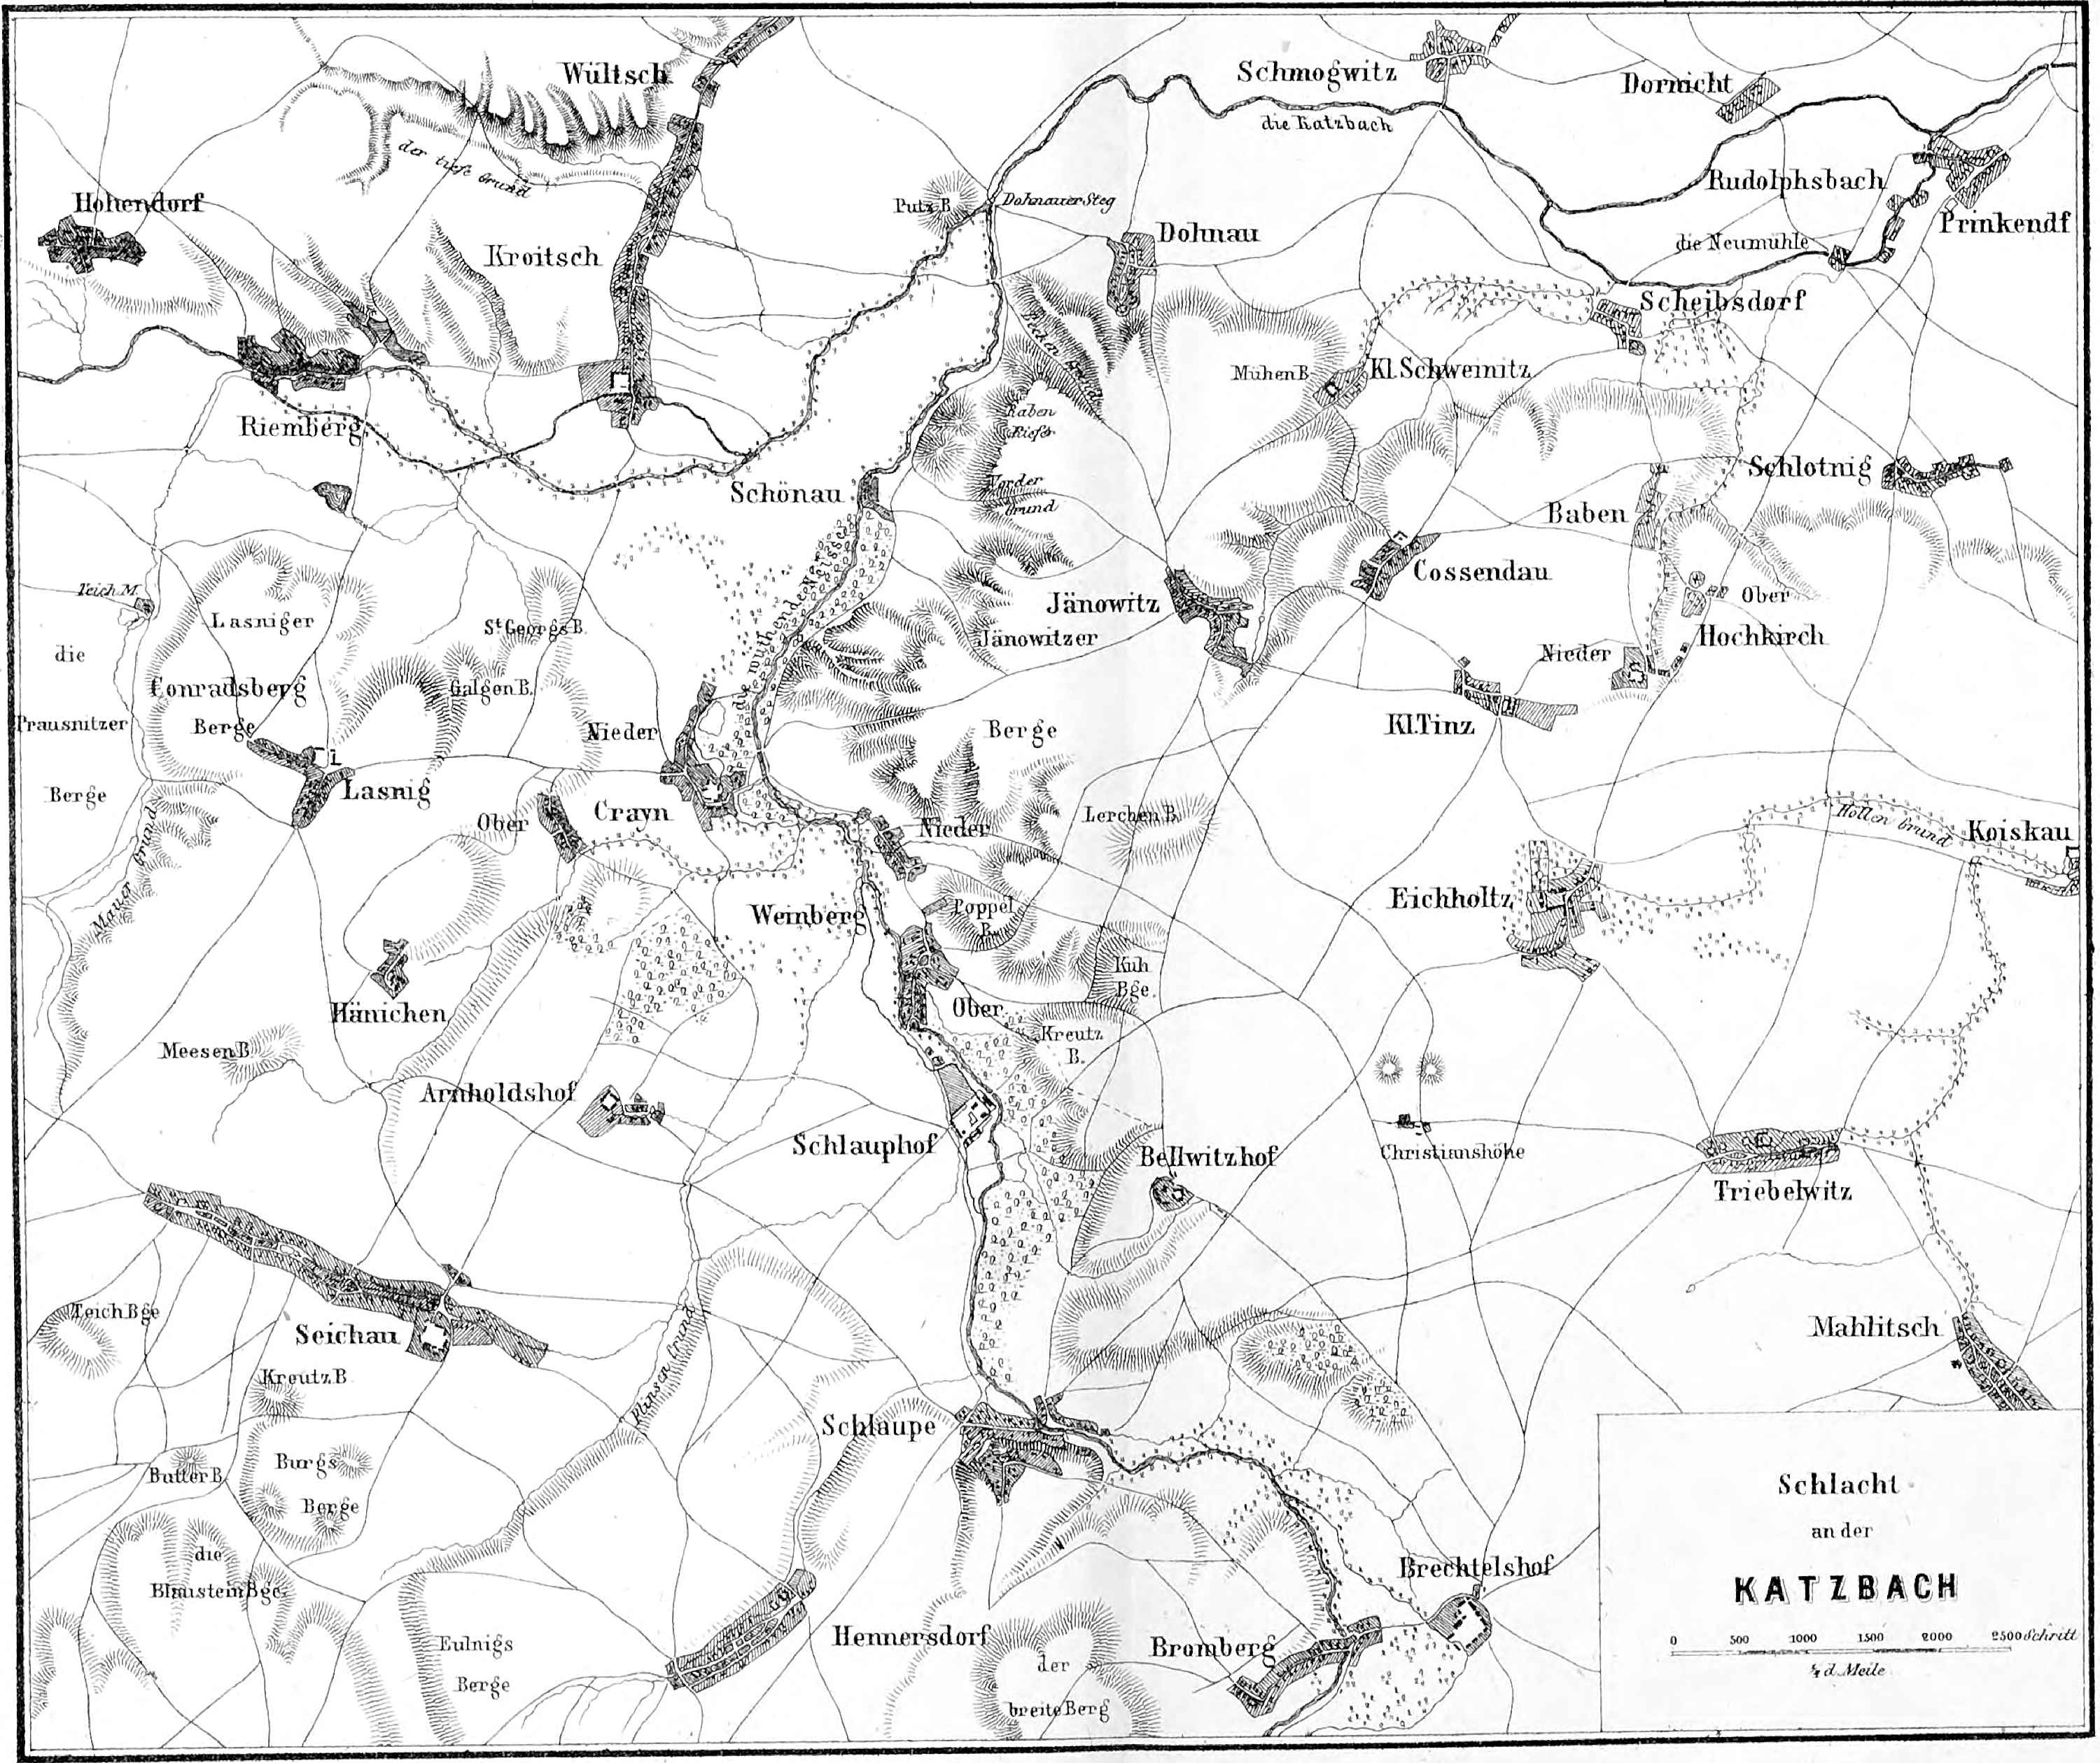 Wültsch
Schmogwitz
Dornicht
die Katzbach
der tiefe Grund
Hohendorf
Putz B.
Dohnauer Steg
Rudolphsbach
Dohnau
Prinkendf
Kroitsch
die Neumühle
Scheibsdorf
Mühen B.
Kl.Schweinitz
Raben
Riemberg
Schlotnig
Schönau
Vorder
Grund
Baben
Cossendau
Teich M.
Ober
Jänowitz
Lasniger
St Georgs B.
Jänowitzer
Hochkirch
die
Nieder
die wüthende Neisse
Conradsberg
Galgen B.
Prausnitzer
Berge
Nieder
Berge
Kl.Tinz
Berge
Lasnig
Crayn
Lerchen B.
Höllen Grund
Ober
Nieder
Koiskau
Mauer Grund
Eichholtz
Weinberg
Poppel
B.
Kuh
Bge.
Hänichen
Ober
Kreutz
B.
Meesen B.
Arnholdshof
Schlauphof
Bellwitzhof
Christianshöhe
Triebelwitz
Teich Bge
Seichau
Plinsen Grund
Mahlitsch
Kreutz B.
Schlaupe
Burgs
Butter B.
Berge
die
Blaustein Bge.
Brechtelshof
Eulnigs
Berge
Hennersdorf
Bromberg
der
breite Berg
Schlacht
an der
KATZBACH
0 500 1000 1500 2000 2500 Schritt
¼ d. Meile